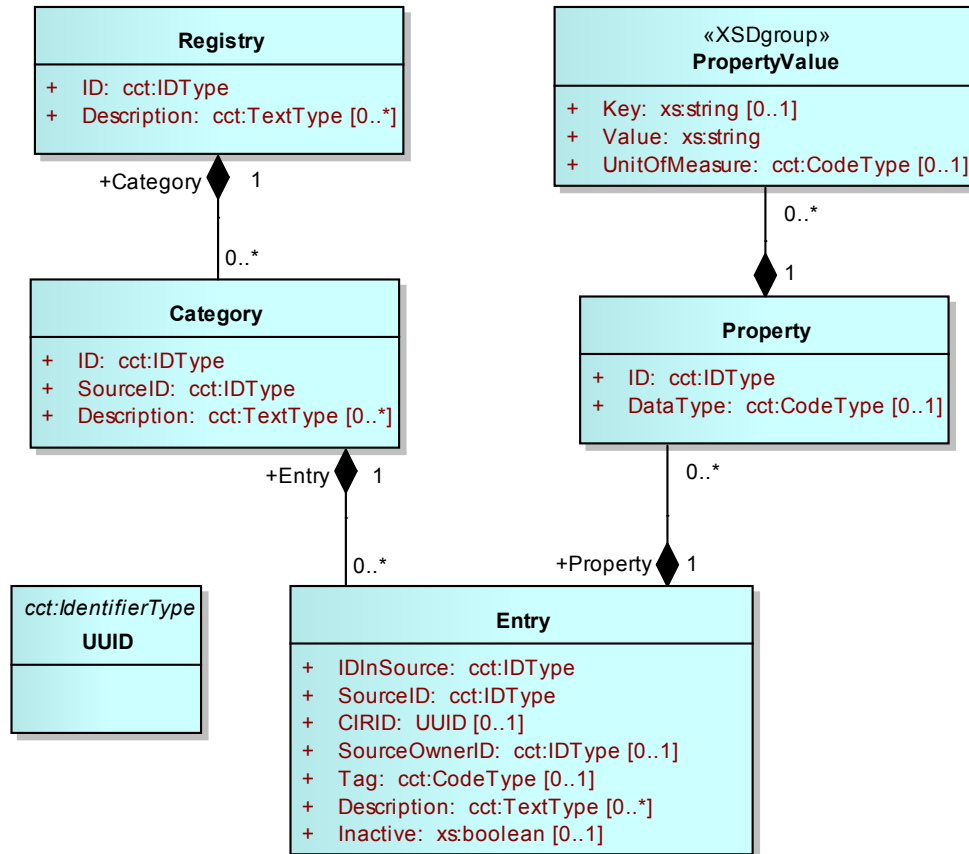 Registry
+ ID: cct:IDType
+ Description: cct:TextType [0..*]
+Category
1
0..*
Category
+ ID: cct:IDType
+ SourceID: cct:IDType
+ Description: cct:TextType [0..*]
+Entry
1
0..*
cct:IdentifierType
UUID
«XSDgroup»
PropertyValue
+ Key: xs:string [0..1]
+ Value: xs:string
+ UnitOfMeasure: cct:CodeType [0..1]
0..*
1
Property
+ ID: cct:IDType
+ DataType: cct:CodeType [0..1]
0..*
+Property
1
Entry
+ IDInSource: cct:IDType
+ SourceID: cct:IDType
+ CIRID: UUID [0..1]
+ SourceOwnerID: cct:IDType [0..1]
+ Tag: cct:CodeType [0..1]
+ Description: cct:TextType [0..*]
+ Inactive: xs:boolean [0..1]